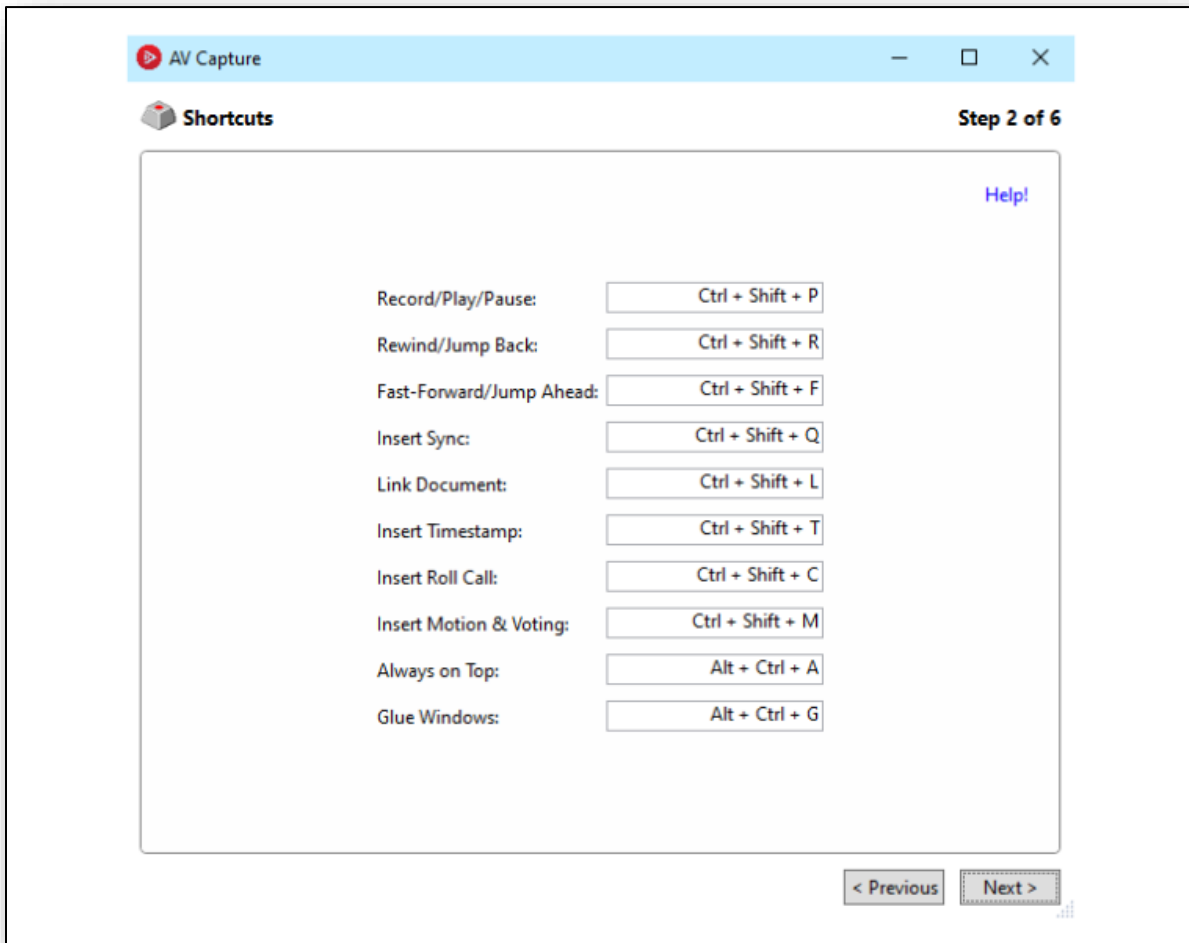 AV Capture
Shortcuts Step 2 of 6
Help!
Record/Play/Pause: Ctrl + Shift + P
Rewind/Jump Back: Ctrl + Shift + R
Fast-Forward/Jump Ahead: Ctrl + Shift + F
Insert Sync: Ctrl + Shift + Q
Link Document: Ctrl + Shift + L
Insert Timestamp: Ctrl + Shift + T
Insert Roll Call: Ctrl + Shift + C
Insert Motion & Voting: Ctrl + Shift + M
Always on Top: Alt + Ctrl + A
Glue Windows: Alt + Ctrl + G
< Previous Next >